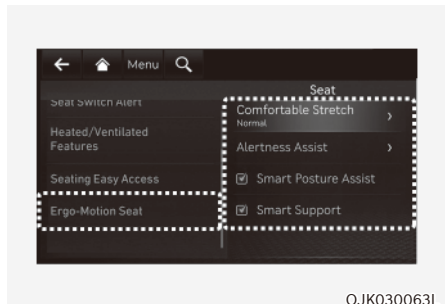 Menu
Seat
Seat Switch Alert
Heated/Ventilated
Features
Seating Easy Access
Ergo-Motion Seat
Comfortable Stretch
Normal
Alertness Assist
Smart Posture Assist
Smart Support
OJK030063L